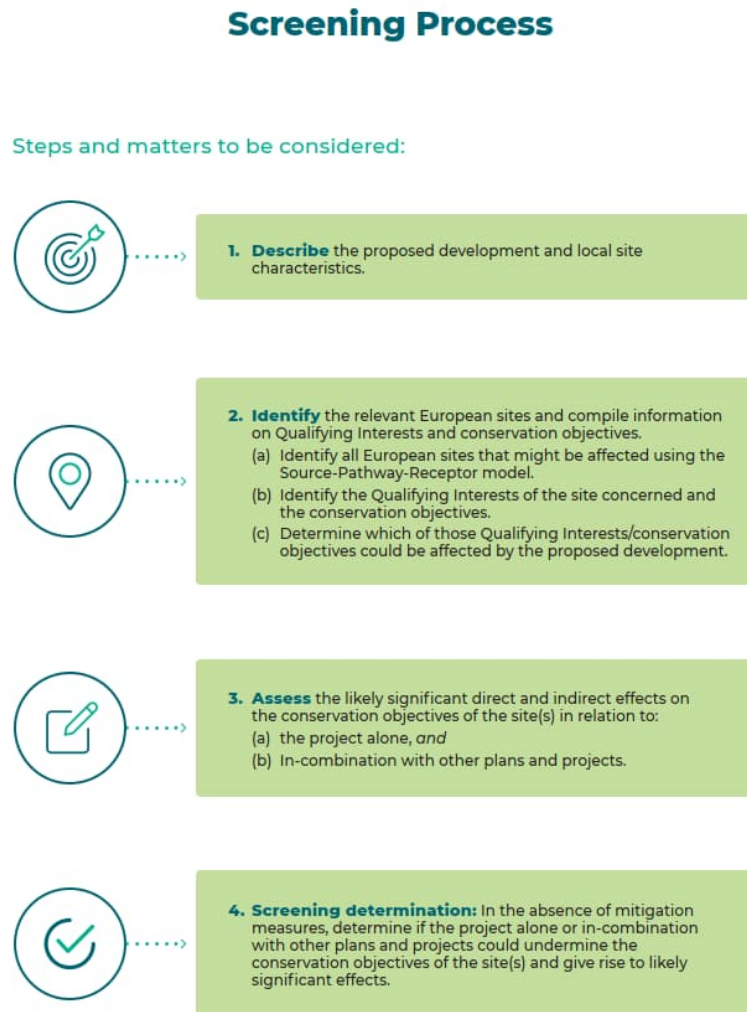 Screening Process
Steps and matters to be considered:
1. Describe the proposed development and local site
characteristics.
2. Identify the relevant European sites and compile information
on Qualifying Interests and conservation objectives.
(a) Identify all European sites that might be affected using the
Source-Pathway-Receptor model.
(b) Identify the Qualifying Interests of the site concerned and
the conservation objectives.
(c) Determine which of those Qualifying Interests/conservation
objectives could be affected by the proposed development.
3. Assess the likely significant direct and indirect effects on
the conservation objectives of the site(s) in relation to:
(a) the project alone, and
(b) In-combination with other plans and projects.
4. Screening determination: In the absence of mitigation
measures, determine if the project alone or in-combination
with other plans and projects could undermine the
conservation objectives of the site(s) and give rise to likely
significant effects.